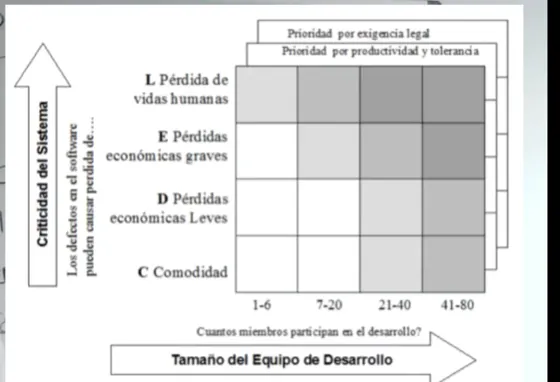 Prioridad por exigencia legal
Prioridad por productividad y tolerancia
L Pérdida de
vidas humanas
E Pérdidas
económicas graves
D Pérdidas
económicas Leves
C Comodidad
Criticidad del Sistema
Los defectos en el software
pueden causar perdida de....
1-6 7-20 21-40 41-80
Cuantos miembros participan en el desarrollo?
Tamaño del Equipo de Desarrollo